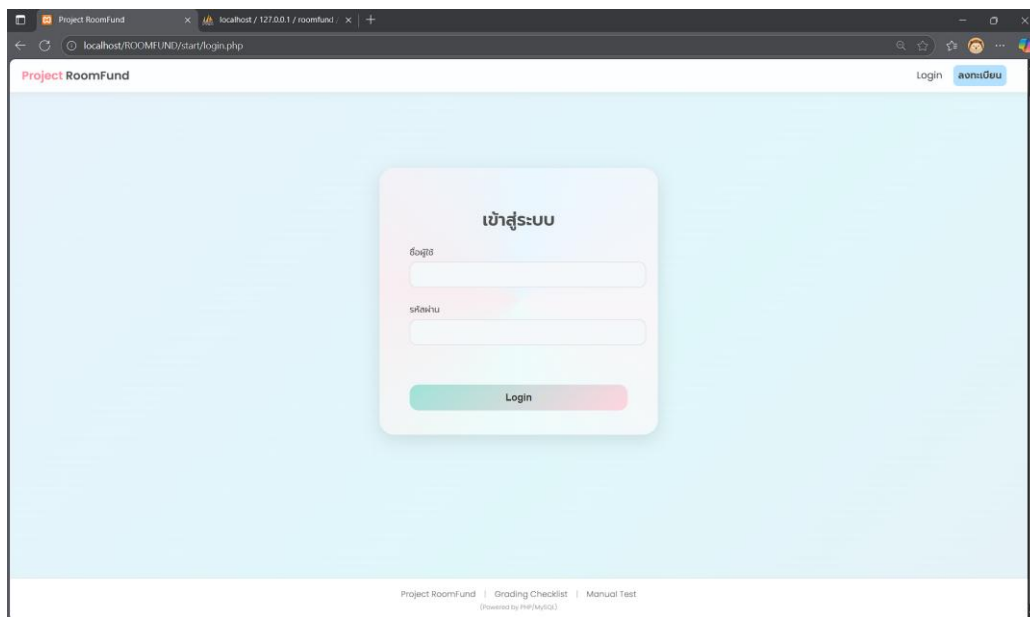 Project RoomFund
localhost / 127.0.0.1 / roomfund /
localhost/ROOMFUND/start/login.php
Project RoomFund
Login
ลงทะเบียน
เข้าสู่ระบบ
ชื่อผู้ใช้
รหัสผ่าน
Login
Project RoomFund | Grading Checklist | Manual Test
(Powered by PHP/MySQL)